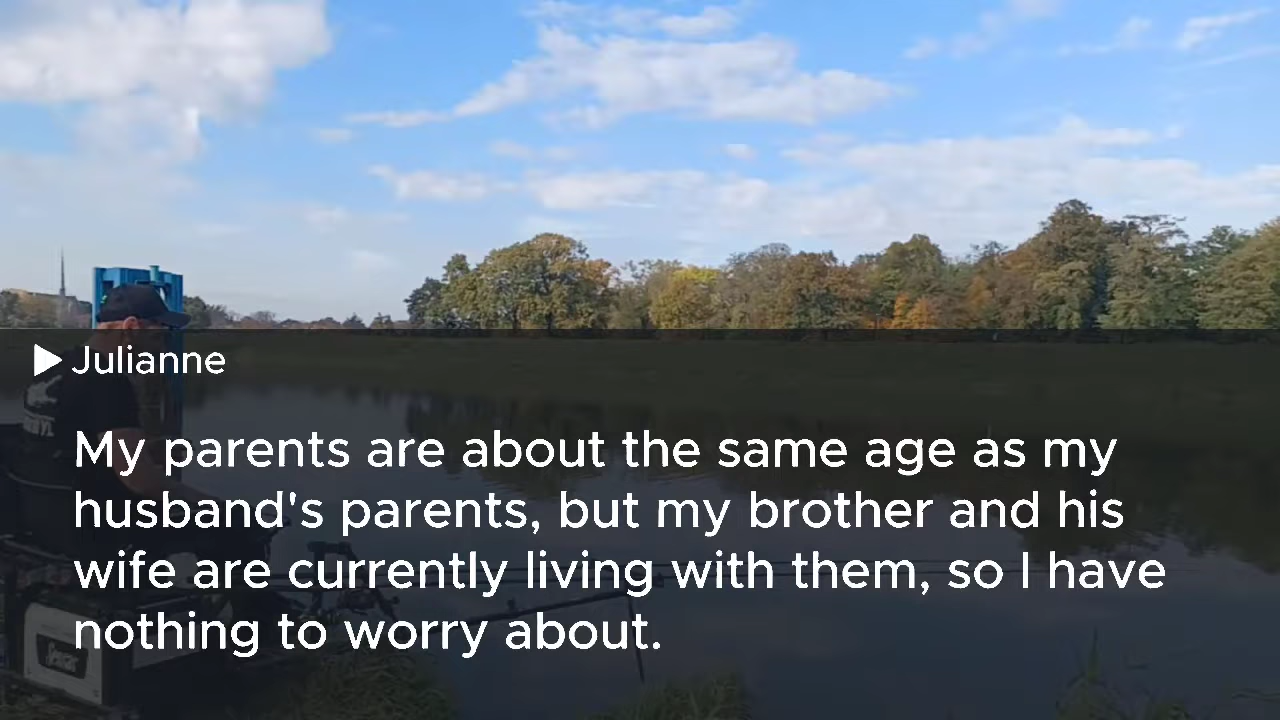 Julianne
My parents are about the same age as my
husband's parents, but my brother and his
wife are currently living with them, so I have
nothing to worry about.